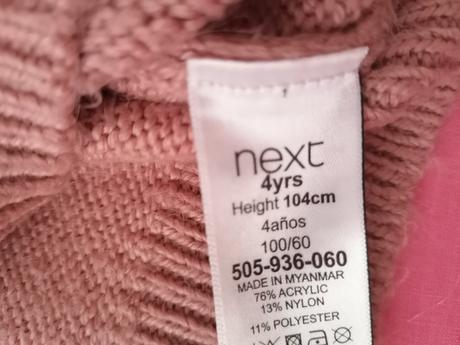 next
4yrs
Height 104cm
4años
100/60
505-936-060
MADE IN MYANMAR
76% ACRYLIC
13% NYLON
11% POLYESTER